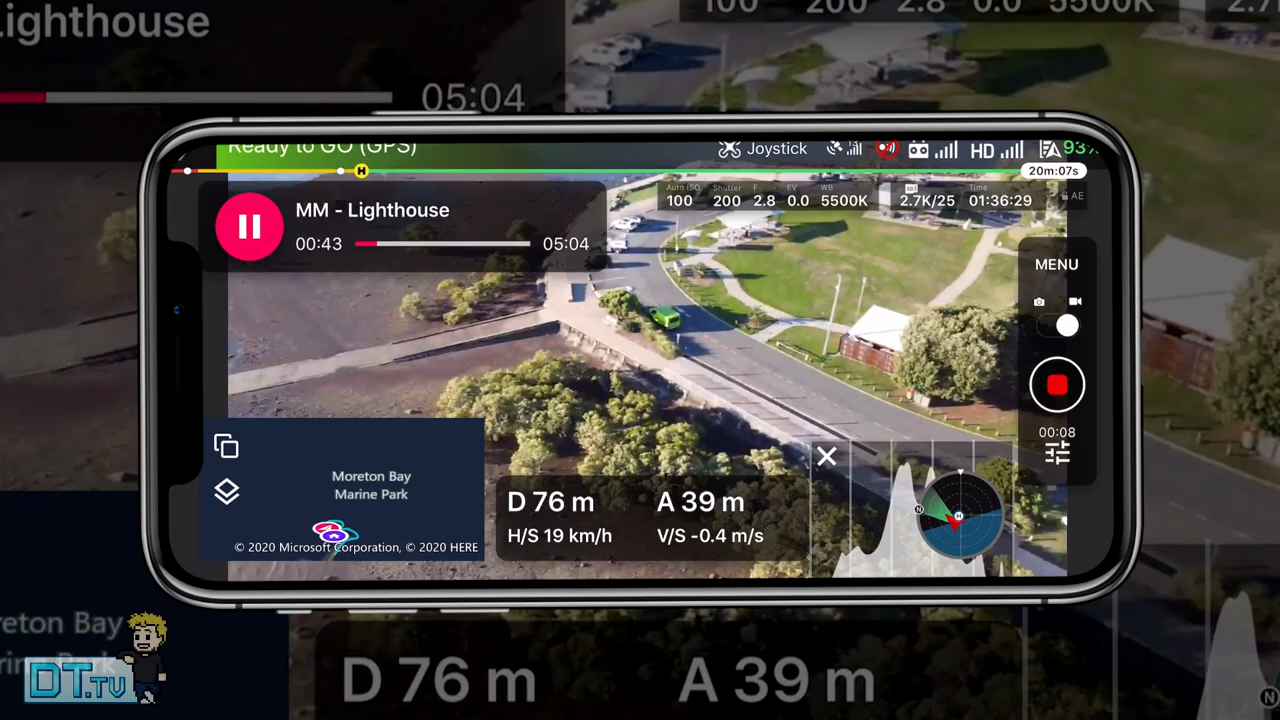 Lighthouse
05:04
100 200 2.8 0.0 5500K
Ready to GO (GPS)
Joystick
HD
93%
H
20m:07s
MM - Lighthouse
00:43
05:04
Auto ISO Shutter F EV WB Time
100 200 2.8 0.0 5500K 2.7K/25 01:36:29
AE
MENU
00:08
Moreton Bay
Marine Park
© 2020 Microsoft Corporation, © 2020 HERE
D 76 m A 39 m
H/S 19 km/h V/S -0.4 m/s
N
H
reton Bay
D 76 m A 39 m
N
DT.TV